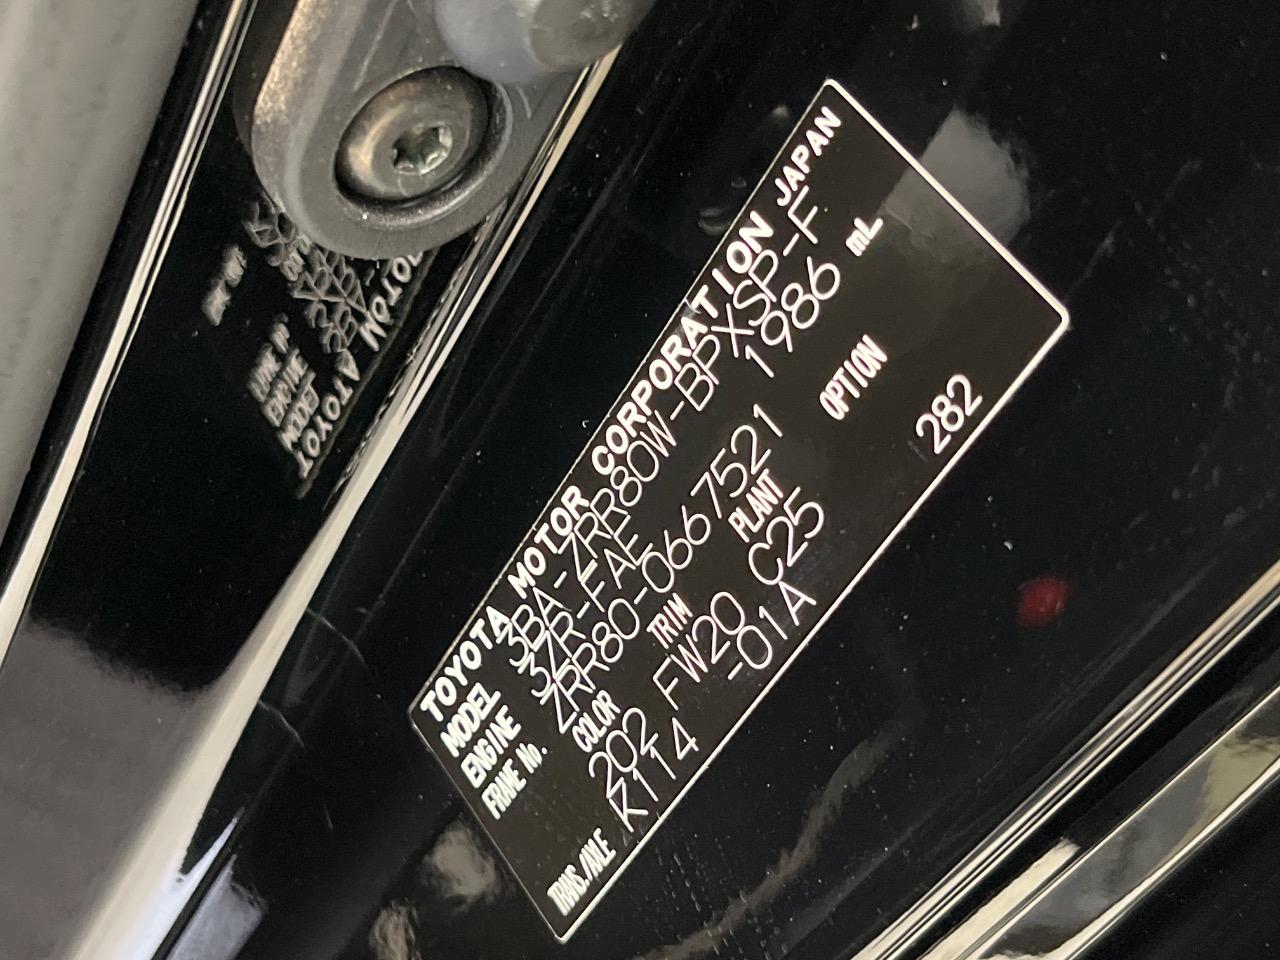 TOYOTA MOTOR CORPORATION JAPAN
MODEL 3BA-ZRR80W-BPXSP-F
ENGINE 3ZR-FAE 1986 mL
FRAME No. ZRR80-0667521
COLOR TRIM PLANT OPTION
202 FW20 C25 282
TRANS./AXLE K114 -01A